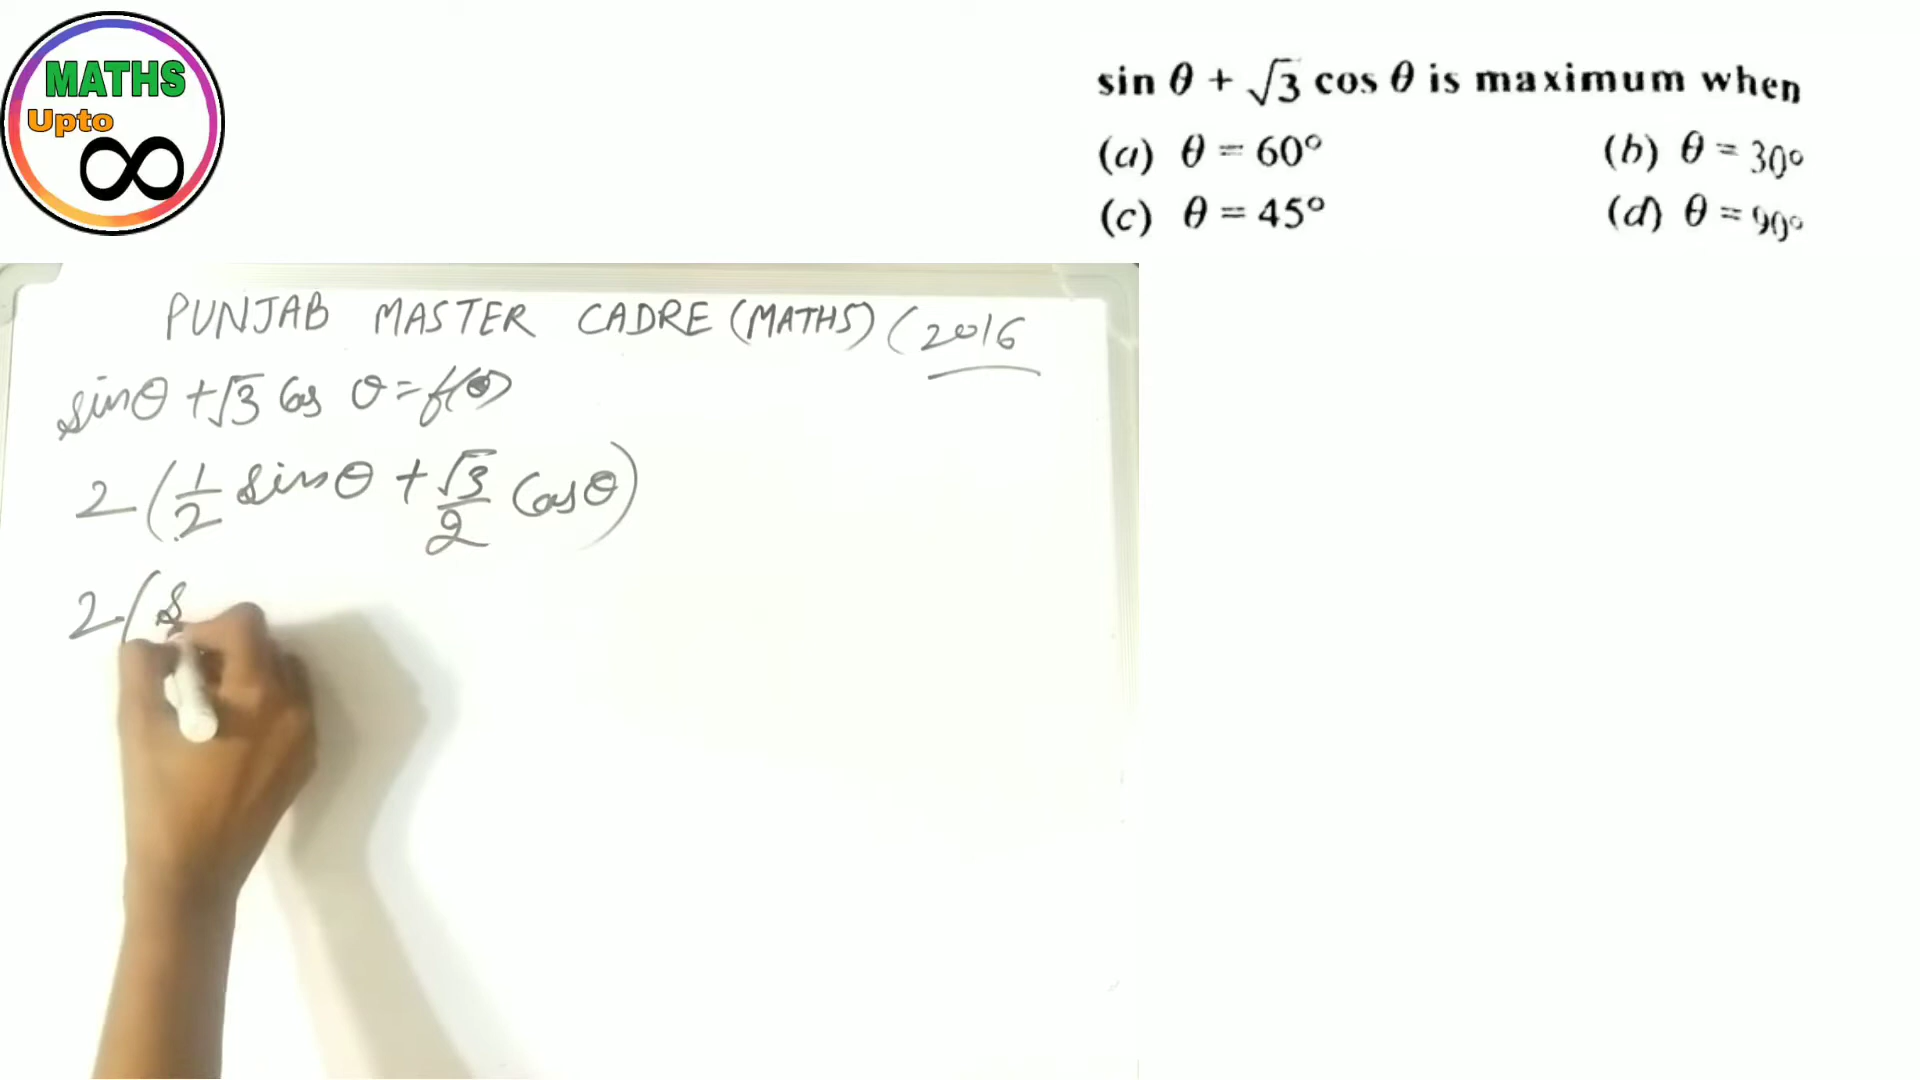 MATHS
Upto
∞
sin θ + √3 cos θ is maximum when
(a) θ = 60° (b) θ = 30°
(c) θ = 45° (d) θ = 90°
PUNJAB MASTER CADRE (MATHS) (2016
sinθ + √3 Cos θ = f(θ)
2 (1/2 sinθ + √3/2 Cosθ)
2 (s